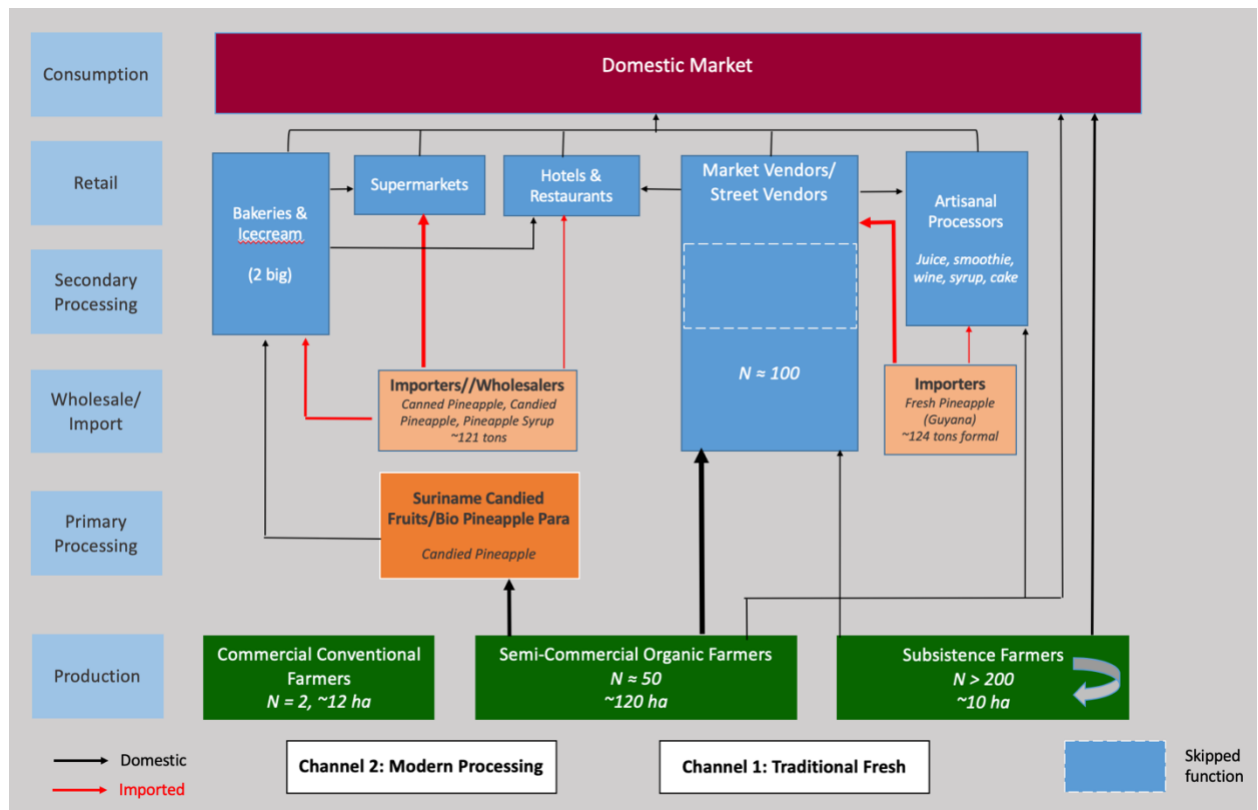 Consumption
Domestic Market
Retail
Bakeries &
Icecream
(2 big)
Supermarkets
Hotels &
Restaurants
Market Vendors/
Street Vendors
N ≈ 100
Artisanal
Processors
Juice, smoothie,
wine, syrup, cake
Secondary
Processing
Wholesale/
Import
Importers//Wholesalers
Canned Pineapple, Candied
Pineapple, Pineapple Syrup
~121 tons
Importers
Fresh Pineapple
(Guyana)
~124 tons formal
Primary
Processing
Suriname Candied
Fruits/Bio Pineapple Para
Candied Pineapple
Production
Commercial Conventional
Farmers
N = 2, ~12 ha
Semi-Commercial Organic Farmers
N ≈ 50
~120 ha
Subsistence Farmers
N > 200
~10 ha
Domestic
Imported
Channel 2: Modern Processing
Channel 1: Traditional Fresh
Skipped
function